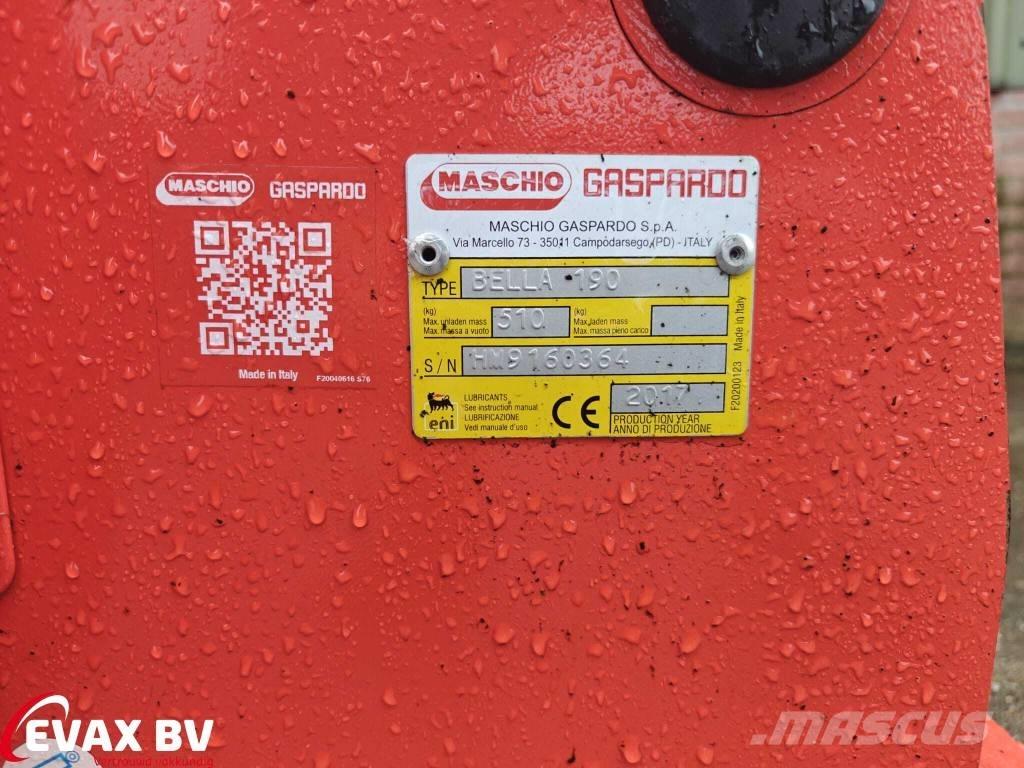 MASCHIO GASPARDO
Made in Italy F20040616 S76
MASCHIO GASPARDO
MASCHIO GASPARDO S.p.A.
Via Marcello 73 - 35011 Campodarsego (PD) - ITALY
TYPE BELLA 190
(kg)
Max. unladen mass
Max. massa a vuoto
510
(kg)
Max. laden mass
Max. massa pieno carico
S/N HM9160364
eni
LUBRICANTS
See instruction manual
LUBRIFICAZIONE
Vedi manuale d'uso
CE
2017
PRODUCTION YEAR
ANNO DI PRODUZIONE
F20200123 Made in Italy
EVAX BV
Vertrouwd vakkundig
MASCUS